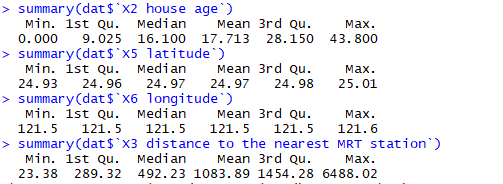 > summary(dat$`X2 house age`)
Min. 1st Qu. Median Mean 3rd Qu. Max.
0.000 9.025 16.100 17.713 28.150 43.800
> summary(dat$`X5 latitude`)
Min. 1st Qu. Median Mean 3rd Qu. Max.
24.93 24.96 24.97 24.97 24.98 25.01
> summary(dat$`X6 longitude`)
Min. 1st Qu. Median Mean 3rd Qu. Max.
121.5 121.5 121.5 121.5 121.5 121.6
> summary(dat$`X3 distance to the nearest MRT station`)
Min. 1st Qu. Median Mean 3rd Qu. Max.
23.38 289.32 492.23 1083.89 1454.28 6488.02